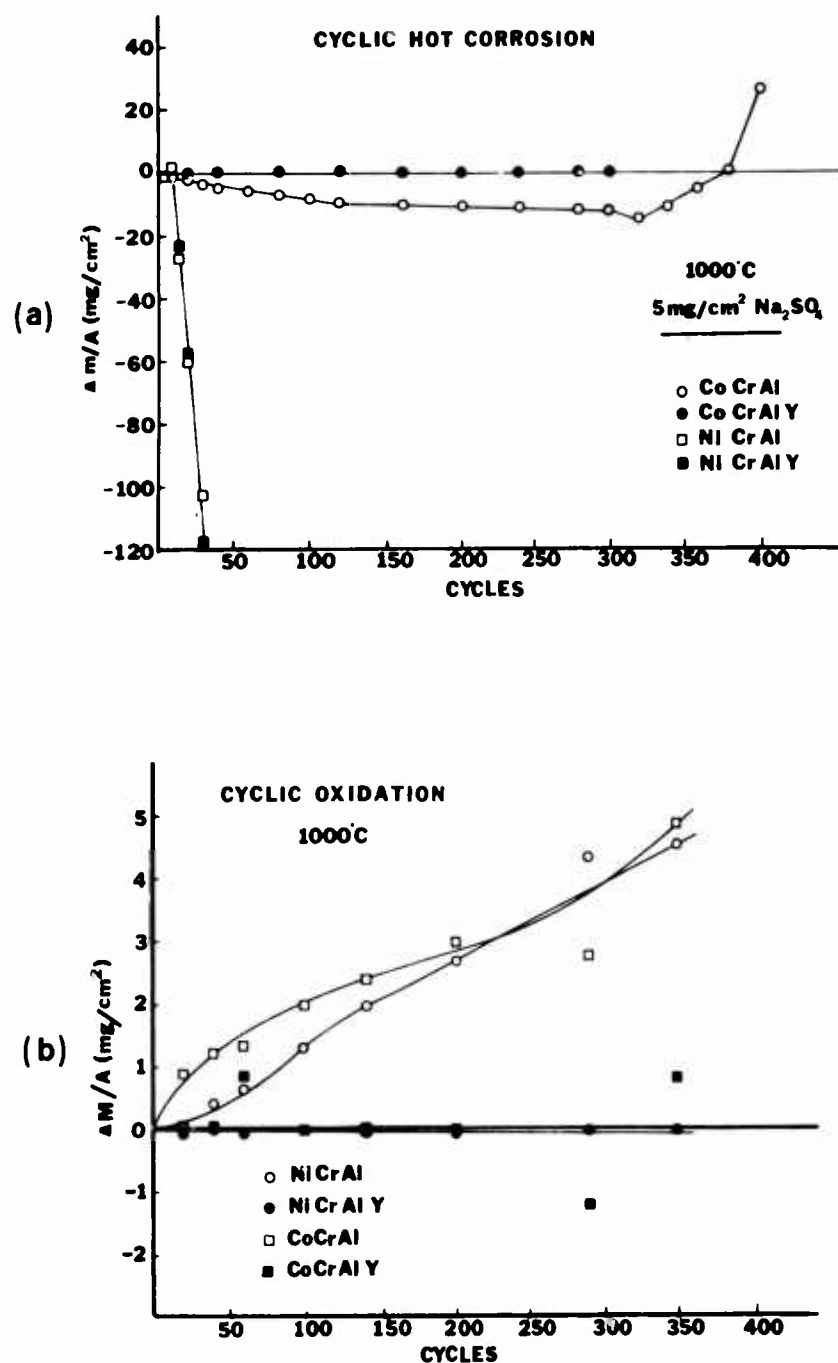 CYCLIC HOT CORROSION
40
20
0
-20
-40
-60
-80
-100
-120
Δ m/A (mg/cm²)
(a)
1000°C
5mg/cm² Na₂SO₄
○ CoCrAl
● CoCrAlY
□ NiCrAl
■ NiCrAlY
50 100 150 200 250 300 350 400
CYCLES
CYCLIC OXIDATION
1000°C
5
4
3
2
1
0
-1
-2
ΔM/A (mg/cm²)
(b)
○ NiCrAl
● NiCrAlY
□ CoCrAl
■ CoCrAlY
50 100 150 200 250 300 350 400
CYCLES